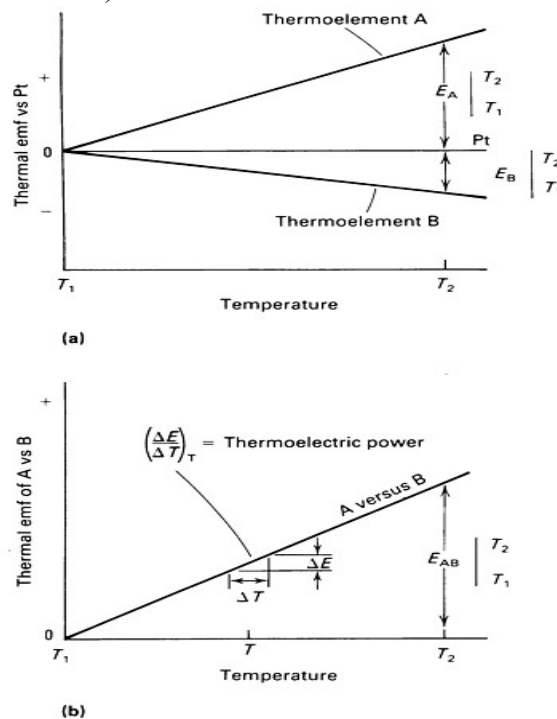 Thermoelement A
Thermal emf vs Pt
+
0
−
E_A | T_2
T_1
Pt
E_B | T_2
T
Thermoelement B
T_1
T_2
Temperature
(a)
Thermal emf of A vs B
+
0
(ΔE/ΔT)_T = Thermoelectric power
A versus B
ΔE
ΔT
E_AB | T_2
T_1
T_1
T
T_2
Temperature
(b)